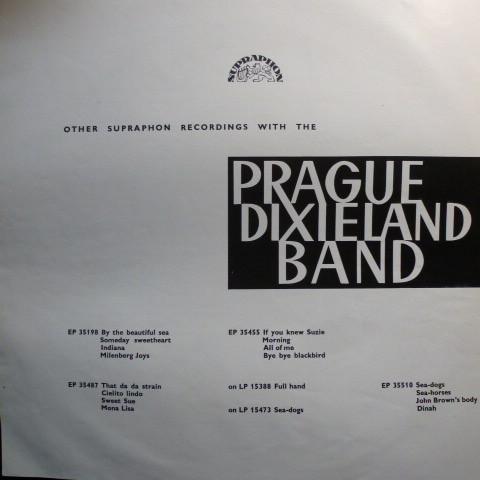 SUPRAPHON
OTHER SUPRAPHON RECORDINGS WITH THE
PRAGUE
DIXIELAND
BAND
EP 35198 By the beautiful sea
Someday sweetheart
Indiana
Milenberg Joys
EP 35455 If you knew Suzie
Morning
All of me
Bye bye blackbird
EP 35487 That da da strain
Cielito lindo
Sweet Sue
Mona Lisa
on LP 15388 Full hand
on LP 15473 Sea-dogs
EP 35510 Sea-dogs
Sea-horses
John Brown's body
Dinah